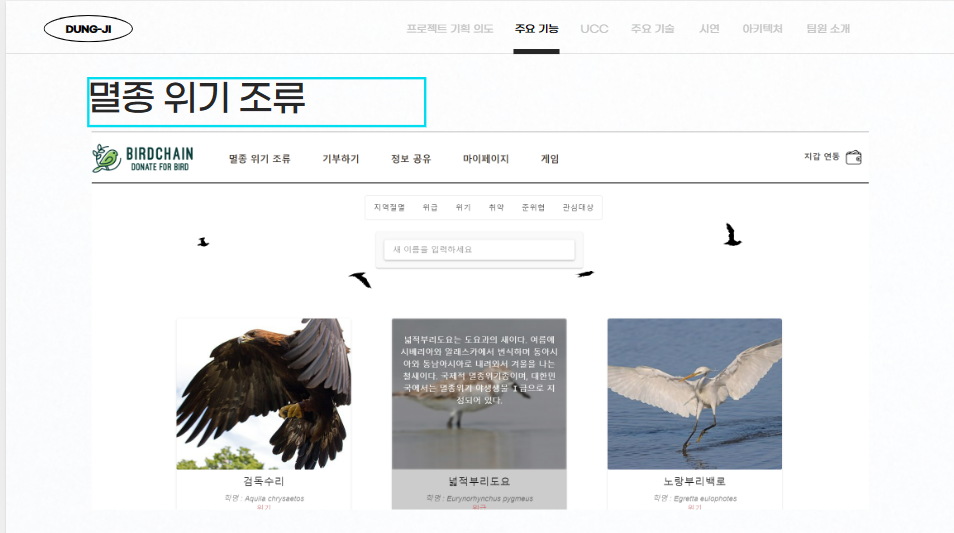 DUNG-JI
프로젝트 기획 의도 주요 기능 UCC 주요 기술 시연 아키텍처 팀원 소개
멸종 위기 조류
BIRDCHAIN
DONATE FOR BIRD
멸종 위기 조류 기부하기 정보 공유 마이페이지 게임
지갑 연동
지역절멸 위급 위기 취약 준위협 관심대상
새 이름을 입력하세요
넓적부리도요는 도요과의 새이다. 여름에
시베리아와 알래스카에서 번식하며 동아시
아와 동남아시아로 내려와서 겨울을 나는
철새이다. 국제적 멸종위기종이며, 대한민
국에서는 멸종위기 야생생물 I 급으로 지
정되어 있다.
검독수리
학명 : Aquila chrysaetos
위기
넓적부리도요
학명 : Eurynorhynchus pygmeus
위급
노랑부리백로
학명 : Egretta eulophotes
위기